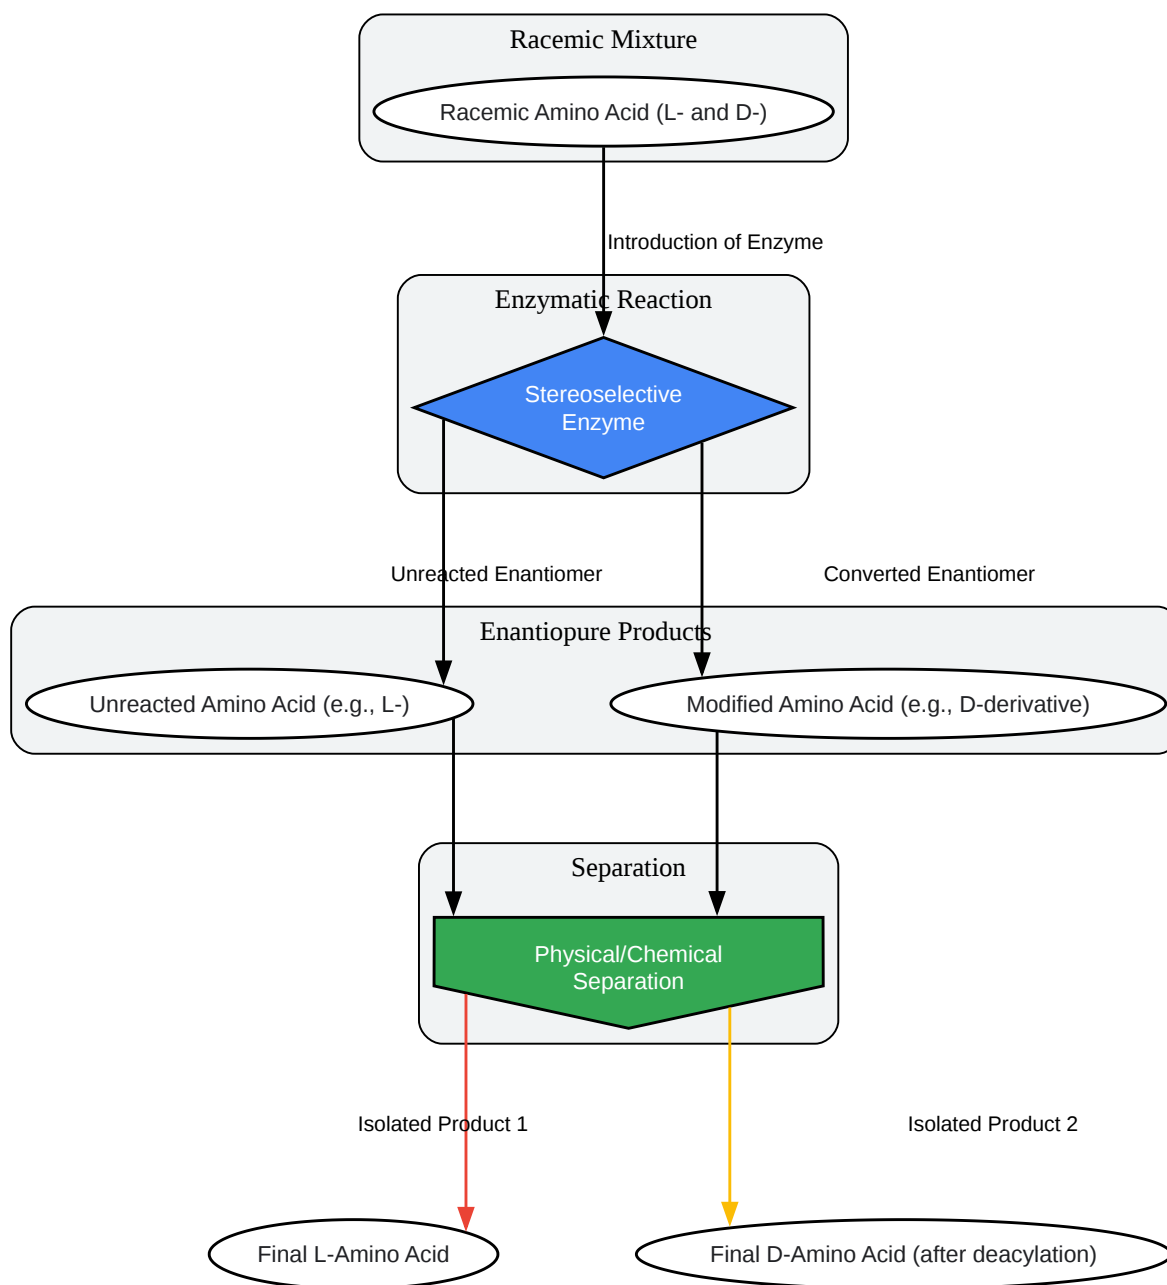 Racemic Mixture
Racemic Amino Acid (L- and D-)
Introduction of Enzyme
Enzymatic Reaction
Stereoselective
Enzyme
Unreacted Enantiomer
Converted Enantiomer
Enantiopure Products
Unreacted Amino Acid (e.g., L-)
Modified Amino Acid (e.g., D-derivative)
Separation
Physical/Chemical
Separation
Isolated Product 1
Isolated Product 2
Final L-Amino Acid
Final D-Amino Acid (after deacylation)